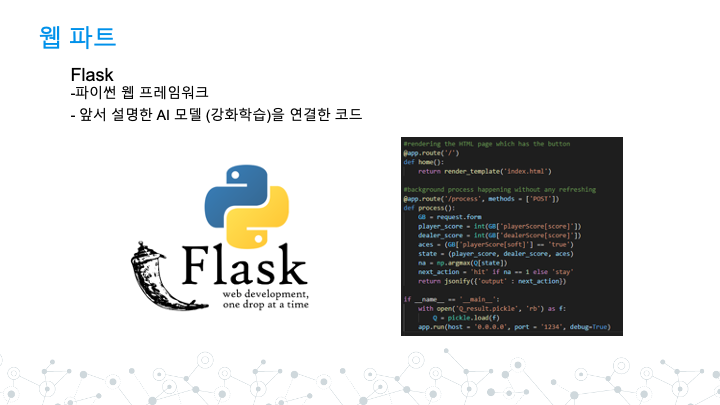 웹 파트
Flask
-파이썬 웹 프레임워크
- 앞서 설명한 AI 모델 (강화학습)을 연결한 코드
#rendering the HTML page which has the button
@app.route('/')
def home():
    return render_template('index.html')
#background process happening without any refreshing
@app.route('/process', methods = ['POST'])
def process():
    GB = request.form
    player_score = int(GB['playerScore[score]'])
    dealer_score = int(GB['dealerScore[score]'])
    aces = (GB['playerScore[soft]'] == 'true')
    state = (player_score, dealer_score, aces)
    na = np.argmax(Q[state])
    next_action = 'hit' if na == 1 else 'stay'
    return jsonify({'output' : next_action})
if __name__ == '__main__':
    with open('Q_result.pickle', 'rb') as f:
        Q = pickle.load(f)
    app.run(host = '0.0.0.0', port = '1234', debug=True)
Flask
web development,
one drop at a time